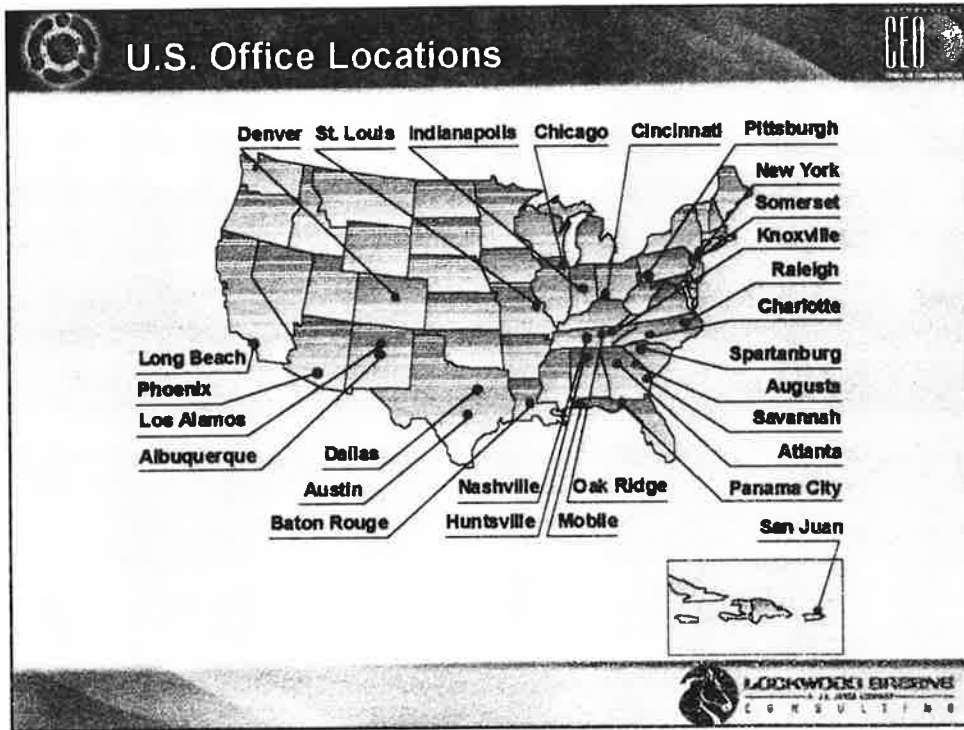 U.S. Office Locations
CEO
Denver St. Louis Indianapolis Chicago Cincinnati Pittsburgh
New York
Somerset
Knoxville
Raleigh
Charlotte
Spartanburg
Augusta
Savannah
Atlanta
Panama City
San Juan
Long Beach
Phoenix
Los Alamos
Albuquerque
Dallas
Austin
Baton Rouge
Nashville
Huntsville
Oak Ridge
Mobile
LOCKWOOD GREENE
CONSULTING